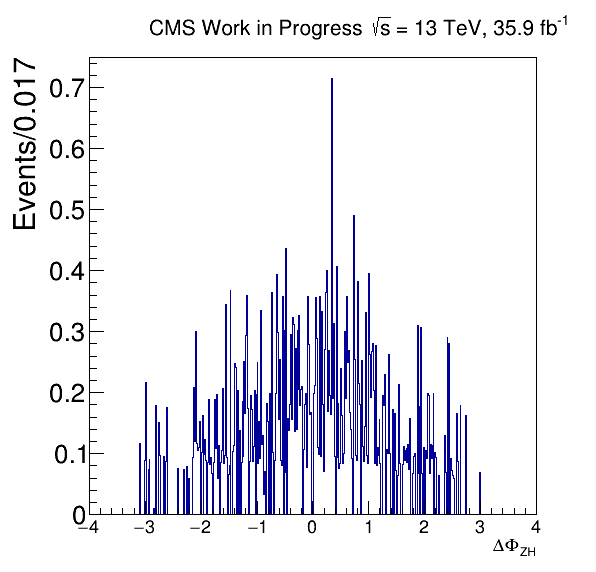 CMS Work in Progress √s = 13 TeV, 35.9 fb⁻¹
Events/0.017
0.7
0.6
0.5
0.4
0.3
0.2
0.1
0
−4 −3 −2 −1 0 1 2 3 4
ΔΦ_ZH